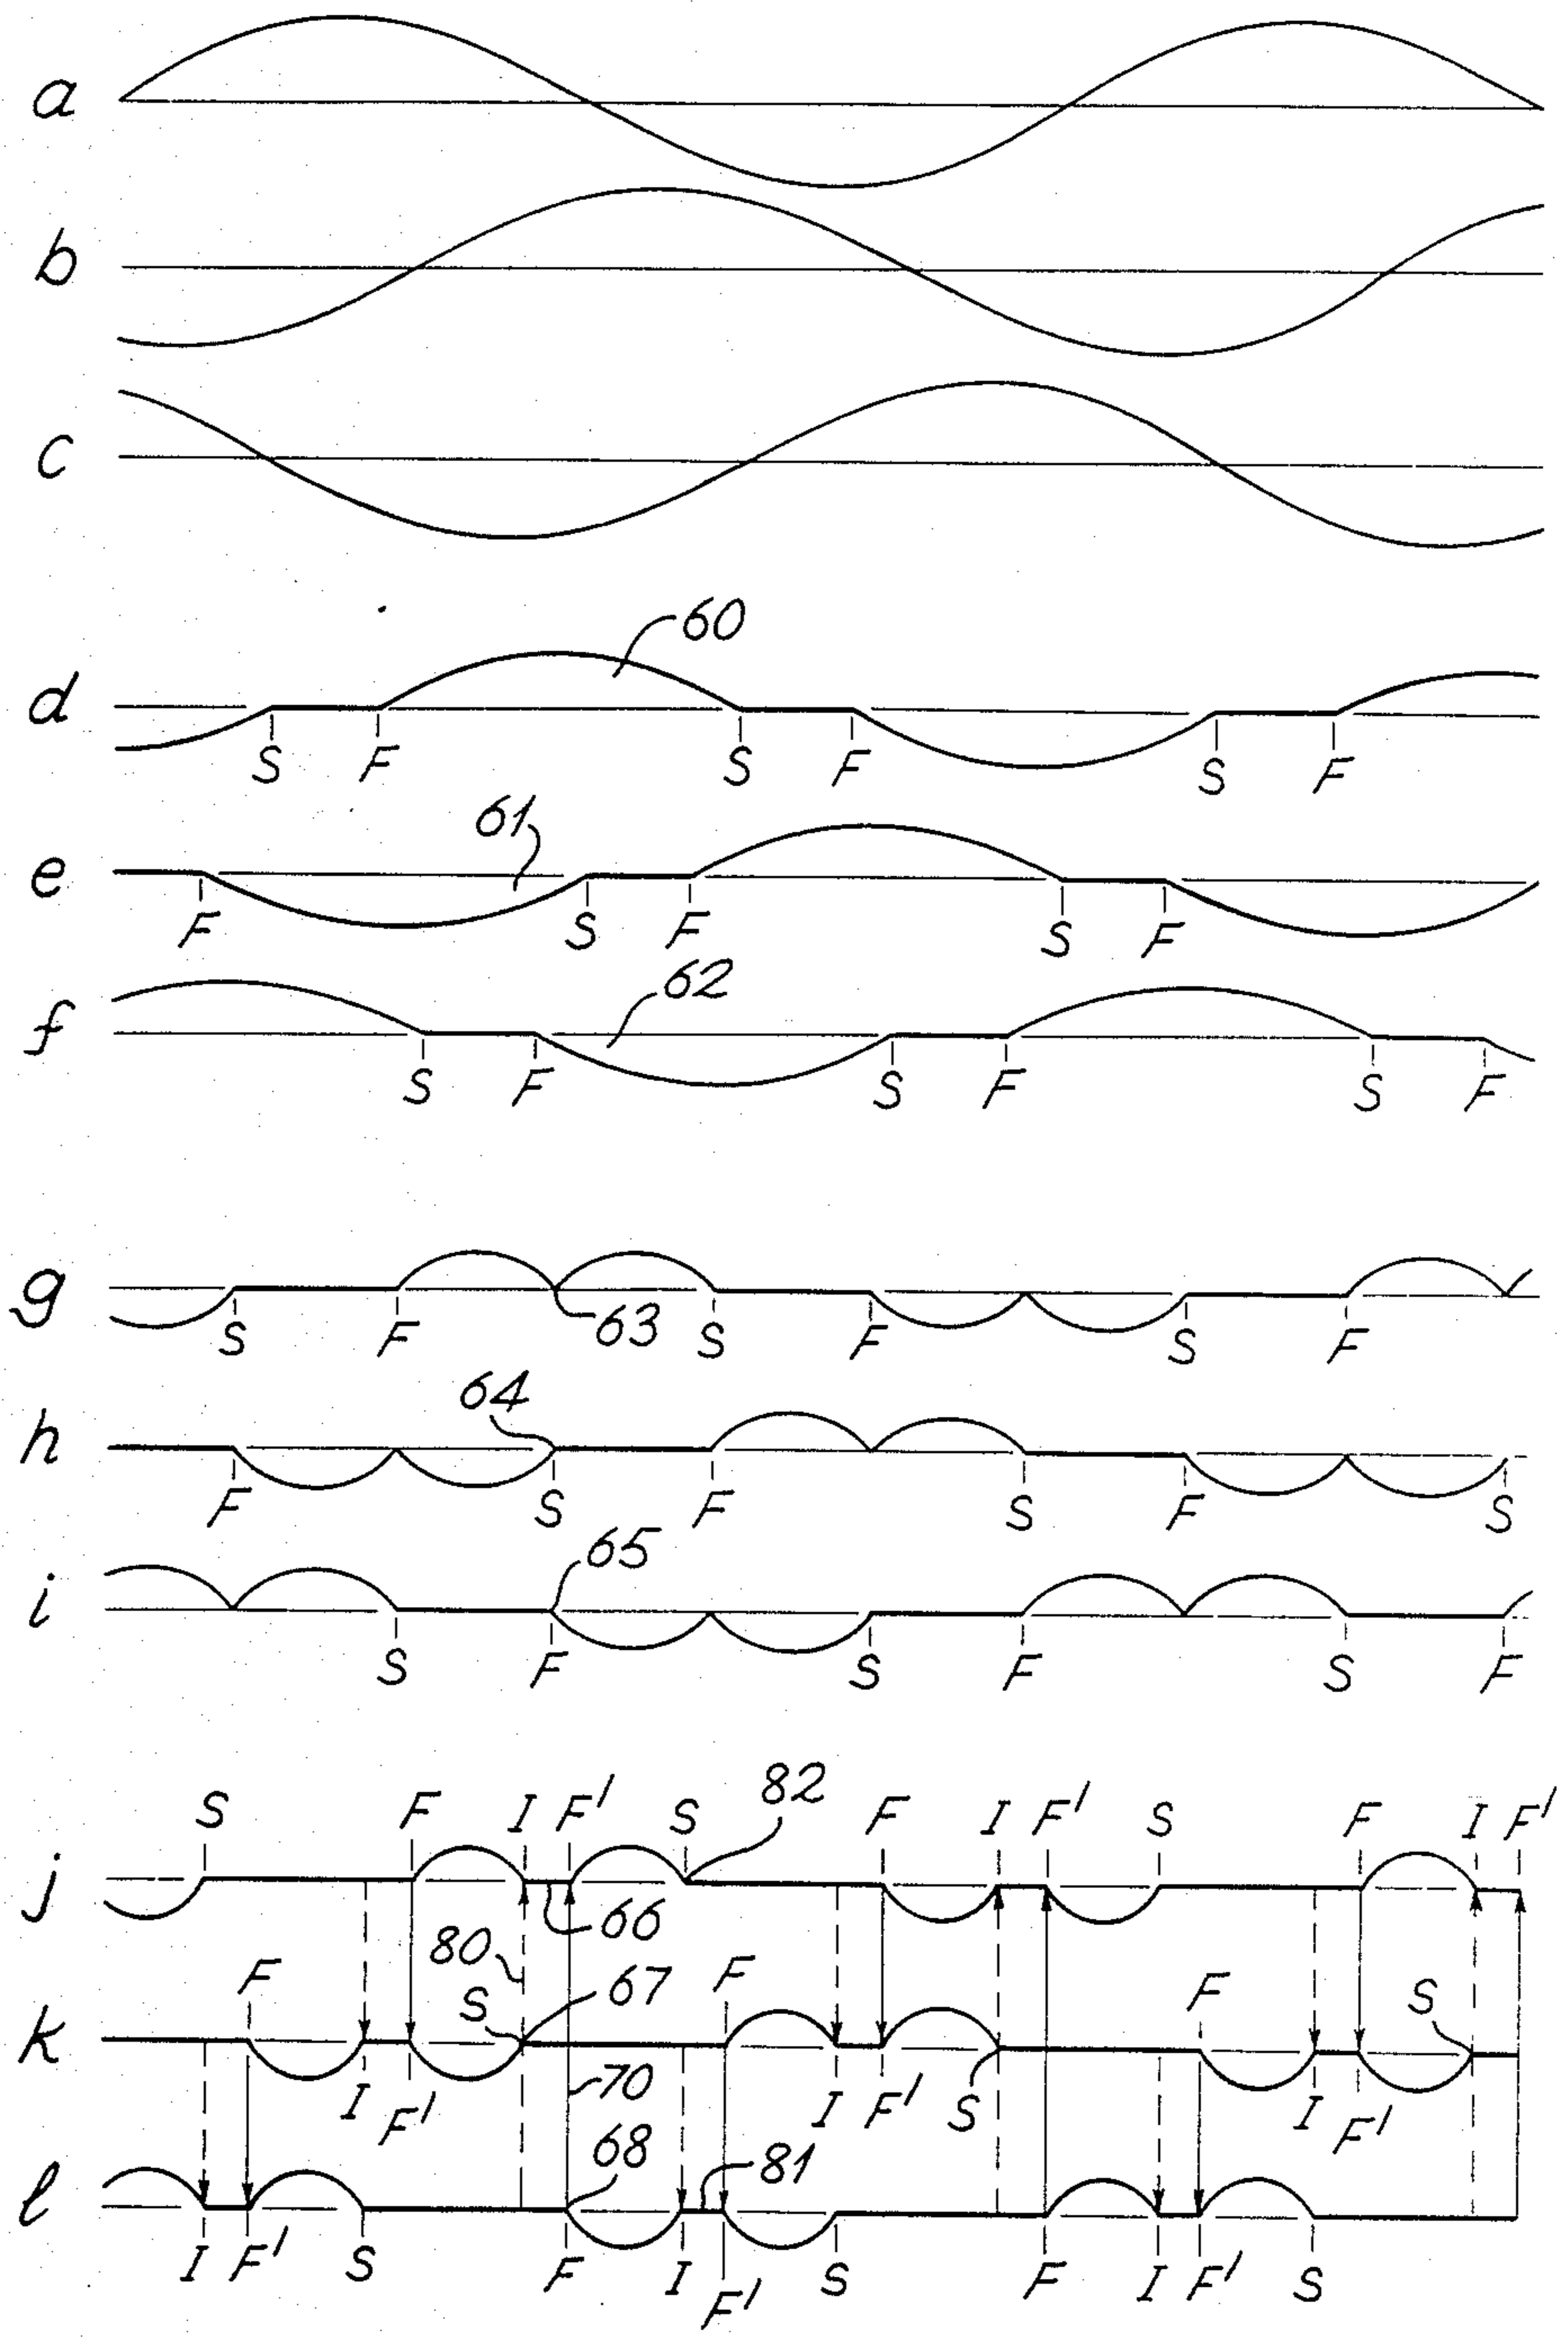 a
b
c
60
d
S F S F S F
61
e
F S F S F
62
f
S F S F S F
g
S F 63 S F S F
64
h
F S F S F S
65
i
S F S F S F
82
S F I F' S F I F' S F I F'
j
66
80
F S 67 F F S
k
I F' 70 I F' S I F'
68 81
l
I F' S F I F' S F I F' S